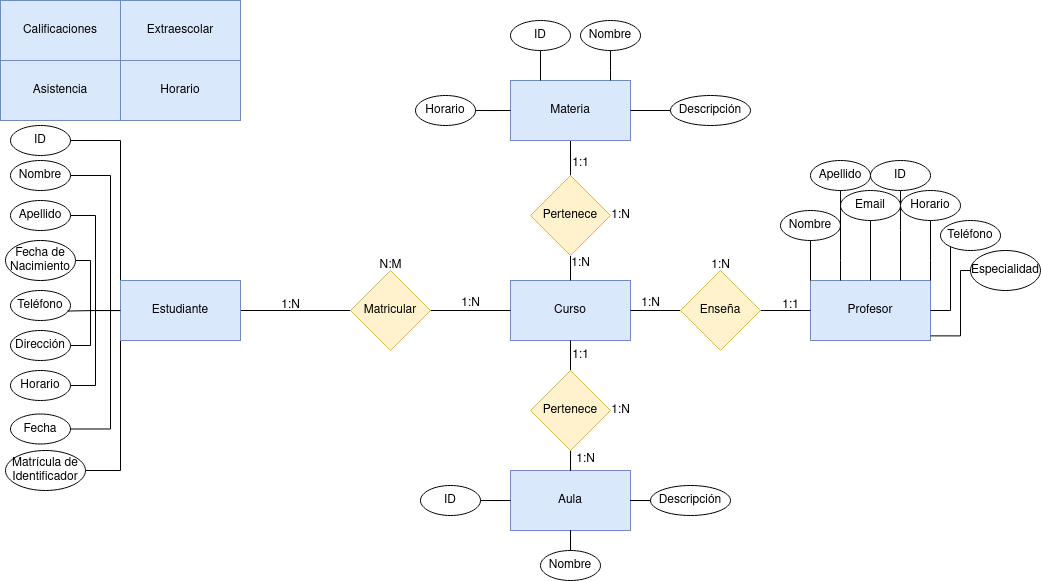 Calificaciones
Extraescolar
Asistencia
Horario
ID
Nombre
Horario
Materia
Descripción
1:1
Pertenece
1:N
1:N
ID
Nombre
Apellido
Fecha de
Nacimiento
Teléfono
Dirección
Horario
Fecha
Matrícula de
Identificador
Estudiante
1:N
N:M
Matricular
1:N
Curso
1:N
1:N
Enseña
1:1
Profesor
Nombre
Apellido
Email
ID
Horario
Teléfono
Especialidad
1:1
Pertenece
1:N
1:N
ID
Aula
Descripción
Nombre